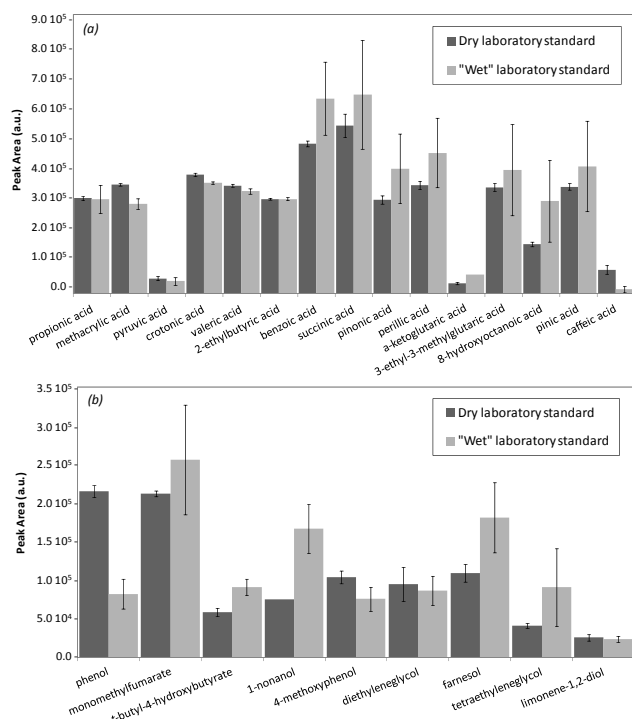 (a)
Dry laboratory standard
"Wet" laboratory standard
Peak Area (a.u.)
9.0 10⁵
8.0 10⁵
7.0 10⁵
6.0 10⁵
5.0 10⁵
4.0 10⁵
3.0 10⁵
2.0 10⁵
1.0 10⁵
0.0
propionic acid
methacrylic acid
pyruvic acid
crotonic acid
valeric acid
2-ethylbutyric acid
benzoic acid
succinic acid
pinonic acid
perillic acid
a-ketoglutaric acid
3-ethyl-3-methylglutaric acid
8-hydroxyoctanoic acid
pinic acid
caffeic acid
(b)
Dry laboratory standard
"Wet" laboratory standard
Peak Area (a.u.)
3.5 10⁵
3.0 10⁵
2.5 10⁵
2.0 10⁵
1.5 10⁵
1.0 10⁵
5.0 10⁴
0.0
phenol
monomethylfumarate
t-butyl-4-hydroxybutyrate
1-nonanol
4-methoxyphenol
diethyleneglycol
farnesol
tetraethyleneglycol
limonene-1,2-diol